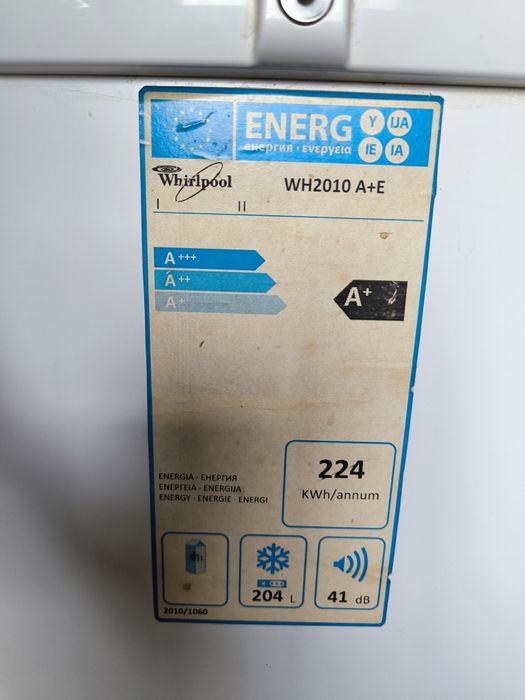 ENERG Y IJA
енергия · ενεργεια IE IA
Whirlpool WH2010 A+E
I II
A+++
A++
A+
A+
ENERGIA · ЕНЕРГИЯ
ΕΝΕΡΓΕΙΑ · ENERGIJA
ENERGY · ENERGIE · ENERGI
224
KWh/annum
204 L
41 dB
2010/1060